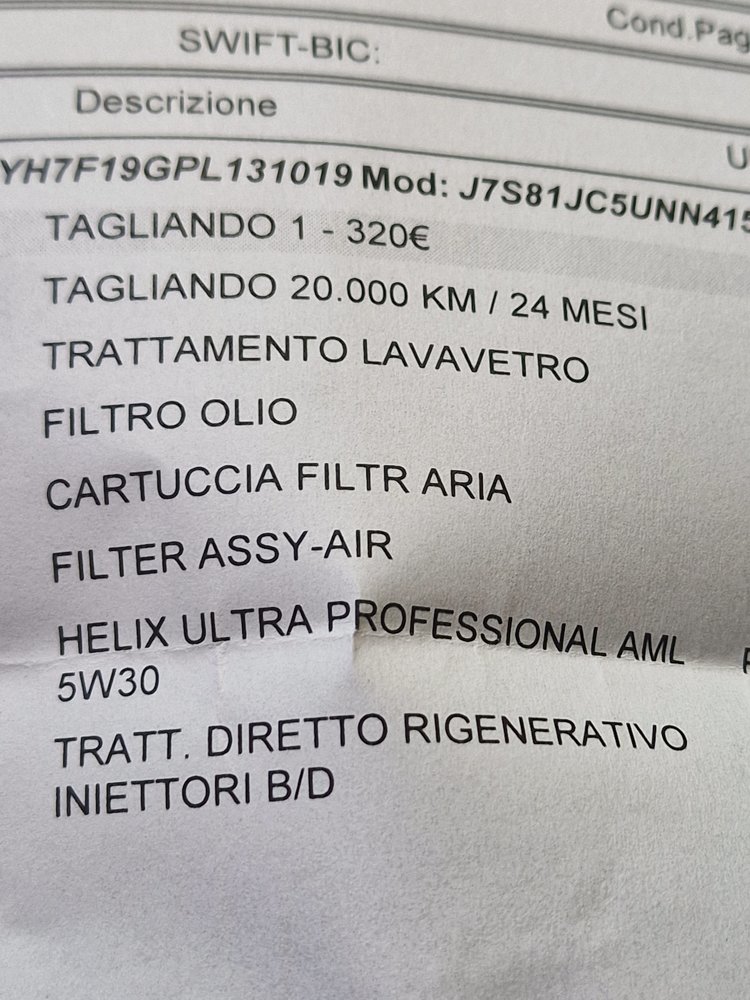 Cond.Pag
SWIFT-BIC:
Descrizione
YH7F19GPL131019 Mod: J7S81JC5UNN415
TAGLIANDO 1 - 320€
TAGLIANDO 20.000 KM / 24 MESI
TRATTAMENTO LAVAVETRO
FILTRO OLIO
CARTUCCIA FILTR ARIA
FILTER ASSY-AIR
HELIX ULTRA PROFESSIONAL AML
5W30
TRATT. DIRETTO RIGENERATIVO
INIETTORI B/D